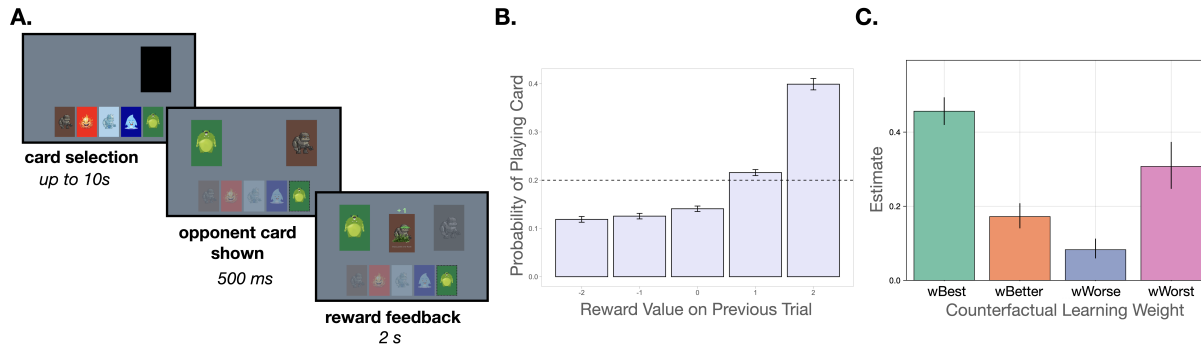 A.
card selection
up to 10s
opponent card
shown
500 ms
+1
reward feedback
2 s
B.
Probability of Playing Card
0.4
0.3
0.2
0.1
0.0
-2
-1
0
1
2
Reward Value on Previous Trial
C.
Estimate
0.4
0.2
0.0
wBest
wBetter
wWorse
wWorst
Counterfactual Learning Weight